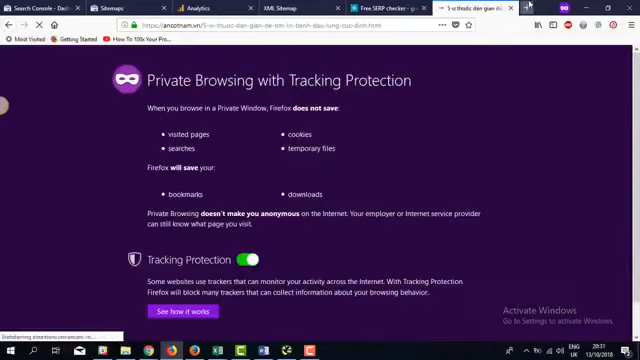 Search Console - Dash
Sitemaps
Analytics
XML Sitemap
Free SERP checker -
5 vị thuốc dân gian
https://ancotnam.vn/5-vi-thuoc-dan-gian-de-tim-tri-benh-dau-lung-cuc-dinh.html
Most Visited
Getting Started
How To 100x Your Pro...
Private Browsing with Tracking Protection
When you browse in a Private Window, Firefox does not save:
• visited pages
• cookies
• searches
• temporary files
Firefox will save your:
• bookmarks
• downloads
Private Browsing doesn't make you anonymous on the Internet. Your employer or Internet service provider
can still know what page you visit.
Tracking Protection
Some websites use trackers that can monitor your activity across the Internet. With Tracking Protection
Firefox will block many trackers that can collect information about your browsing behavior.
See how it works
Activate Windows
Go to Settings to activate Windows.
ENG
20:31
UK
13/10/2018